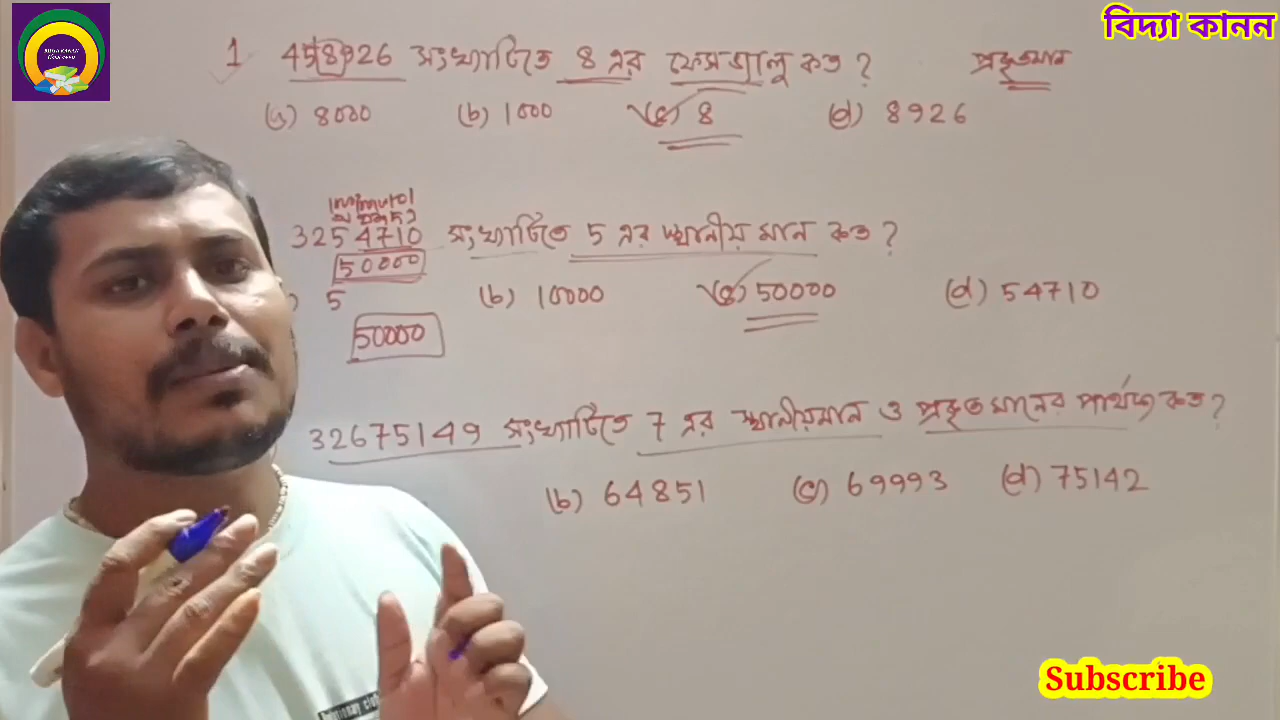 বিদ্যা কানন
1 458926 সংখ্যাটিতে 8 এর ফেসভ্যালু কত ? প্রকৃতমান
(a) 8000 (b) 1000 (c) 8 (d) 8926
3254710 সংখ্যাটিতে 5 এর স্থানীয় মান কত ?
50000
) 5 (b) 10000 (c) 50000 (d) 54710
50000
32675149 সংখ্যাটিতে 7 এর স্থানীয়মান ও প্রকৃতমানের পার্থক্য কত ?
(b) 64851 (c) 69993 (d) 75142
Subscribe